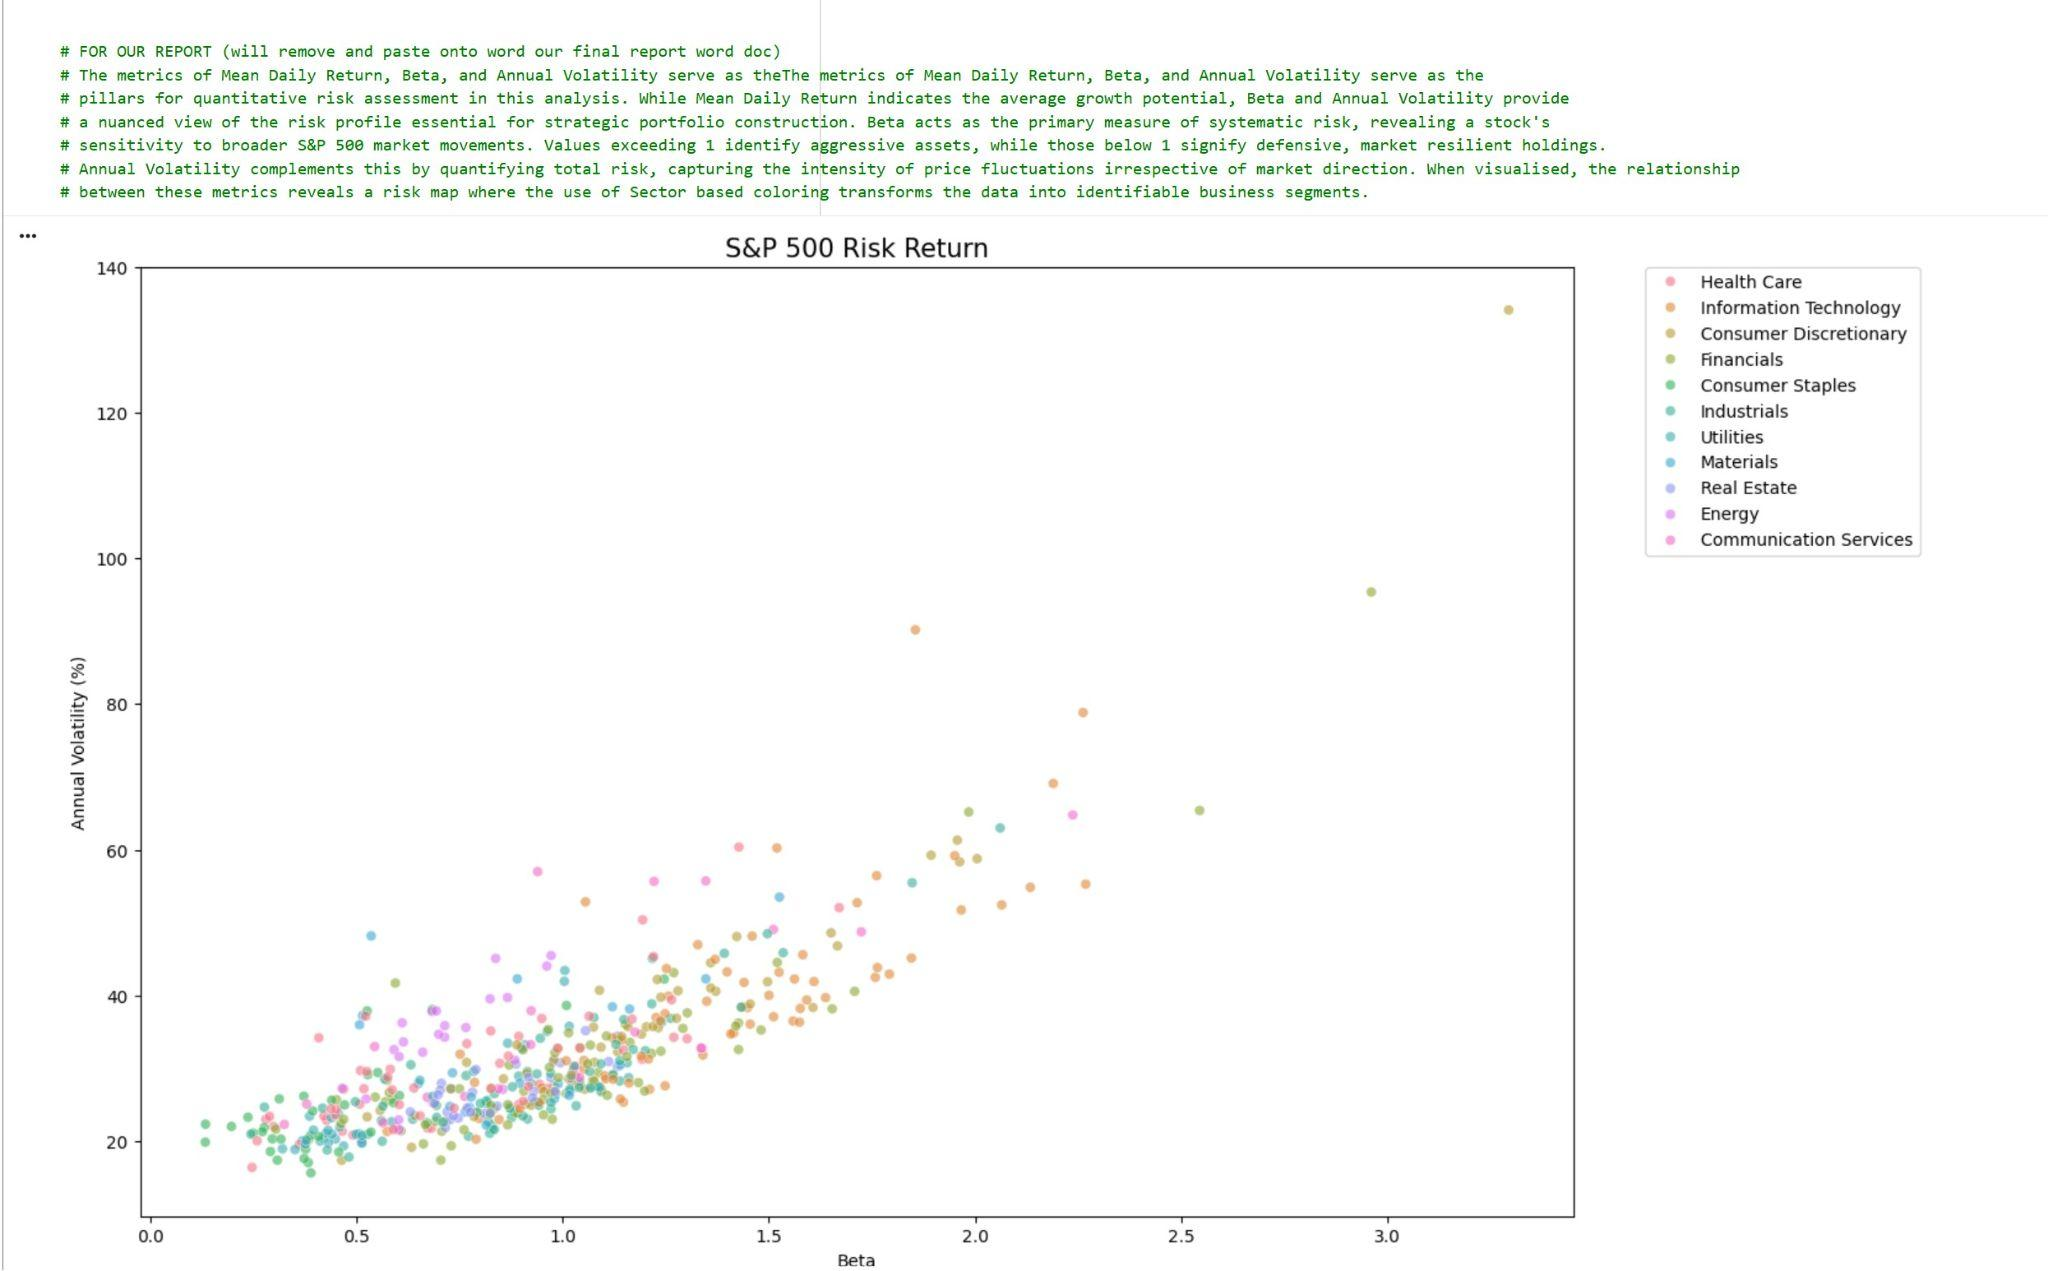 # FOR OUR REPORT (will remove and paste onto word our final report word doc)
# The metrics of Mean Daily Return, Beta, and Annual Volatility serve as theThe metrics of Mean Daily Return, Beta, and Annual Volatility serve as the
# pillars for quantitative risk assessment in this analysis. While Mean Daily Return indicates the average growth potential, Beta and Annual Volatility provide
# a nuanced view of the risk profile essential for strategic portfolio construction. Beta acts as the primary measure of systematic risk, revealing a stock's
# sensitivity to broader S&P 500 market movements. Values exceeding 1 identify aggressive assets, while those below 1 signify defensive, market resilient holdings.
# Annual Volatility complements this by quantifying total risk, capturing the intensity of price fluctuations irrespective of market direction. When visualised, the relationship
# between these metrics reveals a risk map where the use of Sector based coloring transforms the data into identifiable business segments.
...
S&P 500 Risk Return
140
120
100
80
60
40
20
Annual Volatility (%)
0.0 0.5 1.0 1.5 2.0 2.5 3.0
Beta
Health Care
Information Technology
Consumer Discretionary
Financials
Consumer Staples
Industrials
Utilities
Materials
Real Estate
Energy
Communication Services